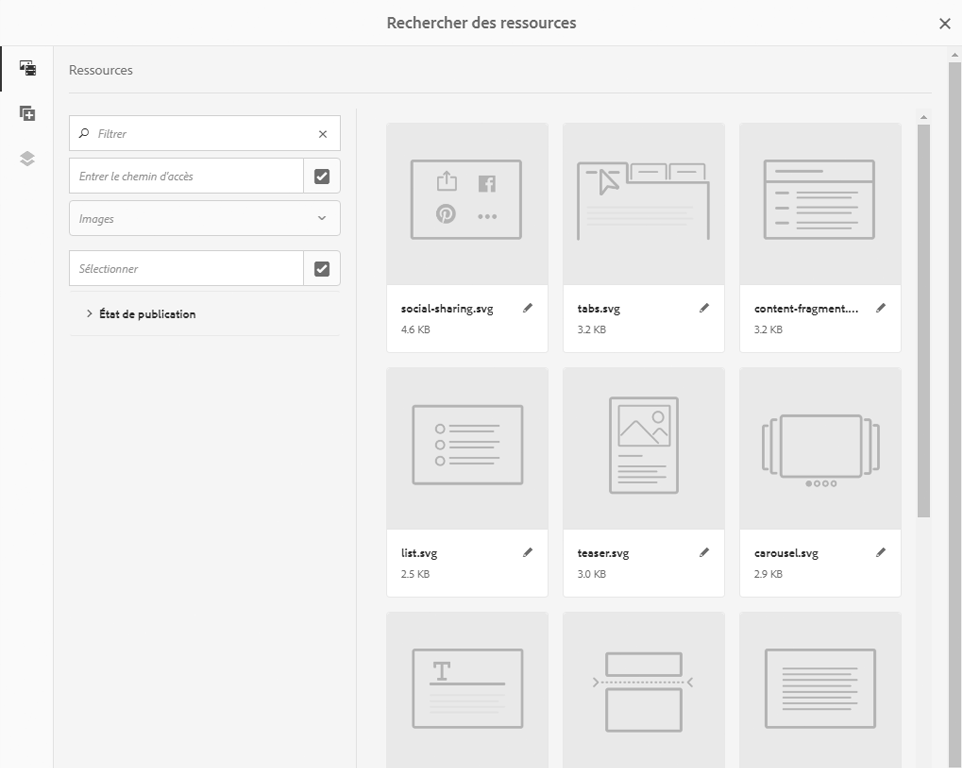 Rechercher des ressources
Ressources
Filtrer
Entrer le chemin d'accès
Images
Sélectionner
État de publication
social-sharing.svg
4.6 KB
tabs.svg
3.2 KB
content-fragment....
3.2 KB
list.svg
2.5 KB
teaser.svg
3.0 KB
carousel.svg
2.9 KB
T